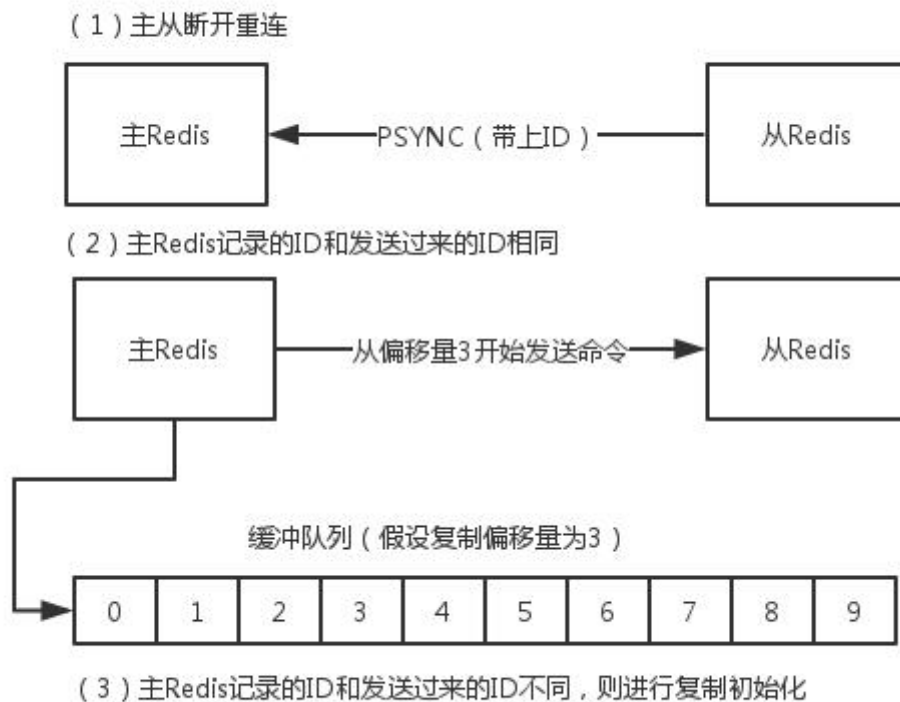 （1）主从断开重连
主Redis
PSYNC（带上ID）
从Redis
（2）主Redis记录的ID和发送过来的ID相同
主Redis
从偏移量3开始发送命令
从Redis
缓冲队列（假设复制偏移量为3）
0 1 2 3 4 5 6 7 8 9
（3）主Redis记录的ID和发送过来的ID不同，则进行复制初始化